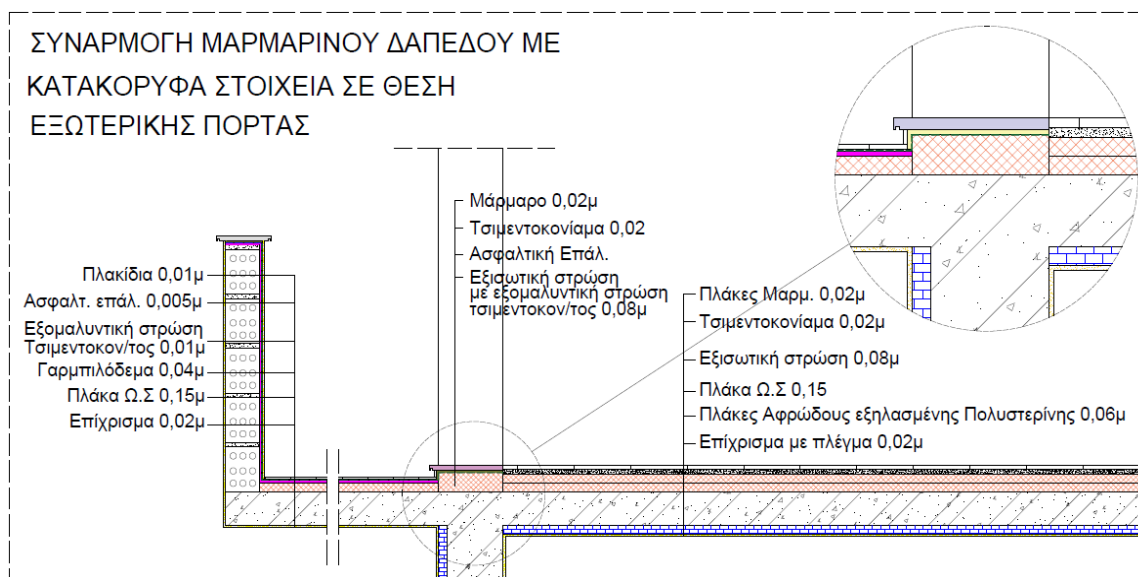 ΣΥΝΑΡΜΟΓΗ ΜΑΡΜΑΡΙΝΟΥ ΔΑΠΕΔΟΥ ΜΕ
ΚΑΤΑΚΟΡΥΦΑ ΣΤΟΙΧΕΙΑ ΣΕ ΘΕΣΗ
ΕΞΩΤΕΡΙΚΗΣ ΠΟΡΤΑΣ
Πλακίδια 0,01μ
Ασφαλτ. επάλ. 0,005μ
Εξομαλυντική στρώση
Τσιμεντοκον/τος 0,01μ
Γαρμπιλόδεμα 0,04μ
Πλάκα Ω.Σ 0,15μ
Επίχρισμα 0,02μ
Μάρμαρο 0,02μ
Τσιμεντοκονίαμα 0,02
Ασφαλτική Επάλ.
Εξισωτική στρώση
με εξομαλυντική στρώση
τσιμεντοκον/τος 0,08μ
Πλάκες Μαρμ. 0,02μ
Τσιμεντοκονίαμα 0,02μ
Εξισωτική στρώση 0,08μ
Πλάκα Ω.Σ 0,15
Πλάκες Αφρώδους εξηλασμένης Πολυστερίνης 0,06μ
Επίχρισμα με πλέγμα 0,02μ